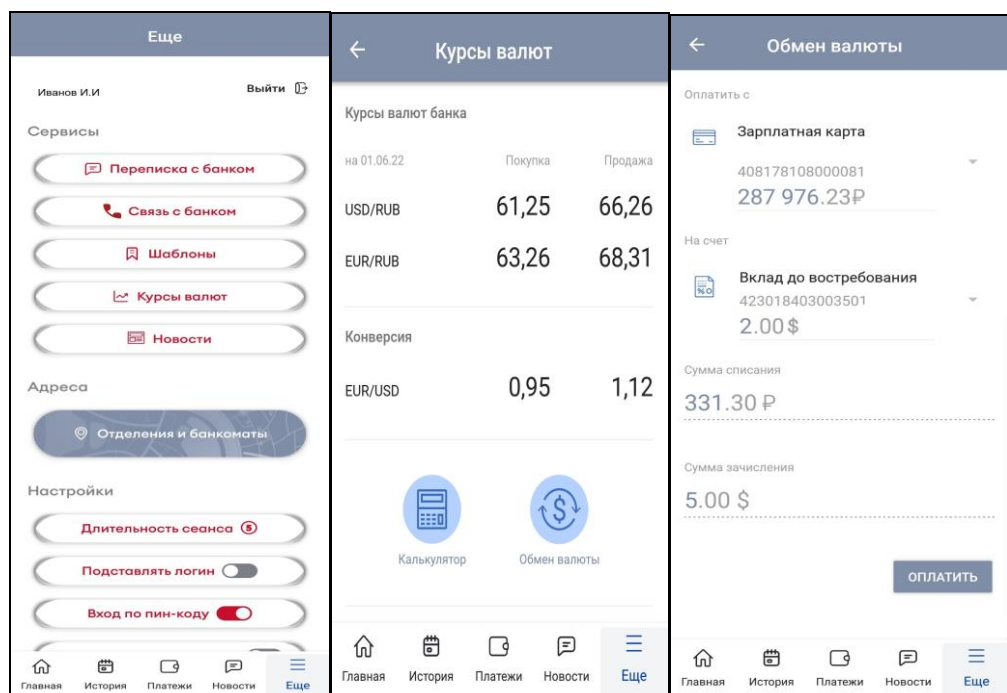 Еще
Иванов И.И
Выйти
Сервисы
Переписка с банком
Связь с банком
Шаблоны
Курсы валют
Новости
Адреса
Отделения и банкоматы
Настройки
Длительность сеанса 5
Подставлять логин
Вход по пин-коду
Главная История Платежи Новости Еще
Курсы валют
Курсы валют банка
на 01.06.22 Покупка Продажа
USD/RUB 61,25 66,26
EUR/RUB 63,26 68,31
Конверсия
EUR/USD 0,95 1,12
Калькулятор Обмен валюты
Главная История Платежи Новости Еще
Обмен валюты
Оплатить с
Зарплатная карта
408178108000081
287 976.23₽
На счет
Вклад до востребования
423018403003501
2.00 $
Сумма списания
331.30 ₽
Сумма зачисления
5.00 $
ОПЛАТИТЬ
Главная История Платежи Новости Еще